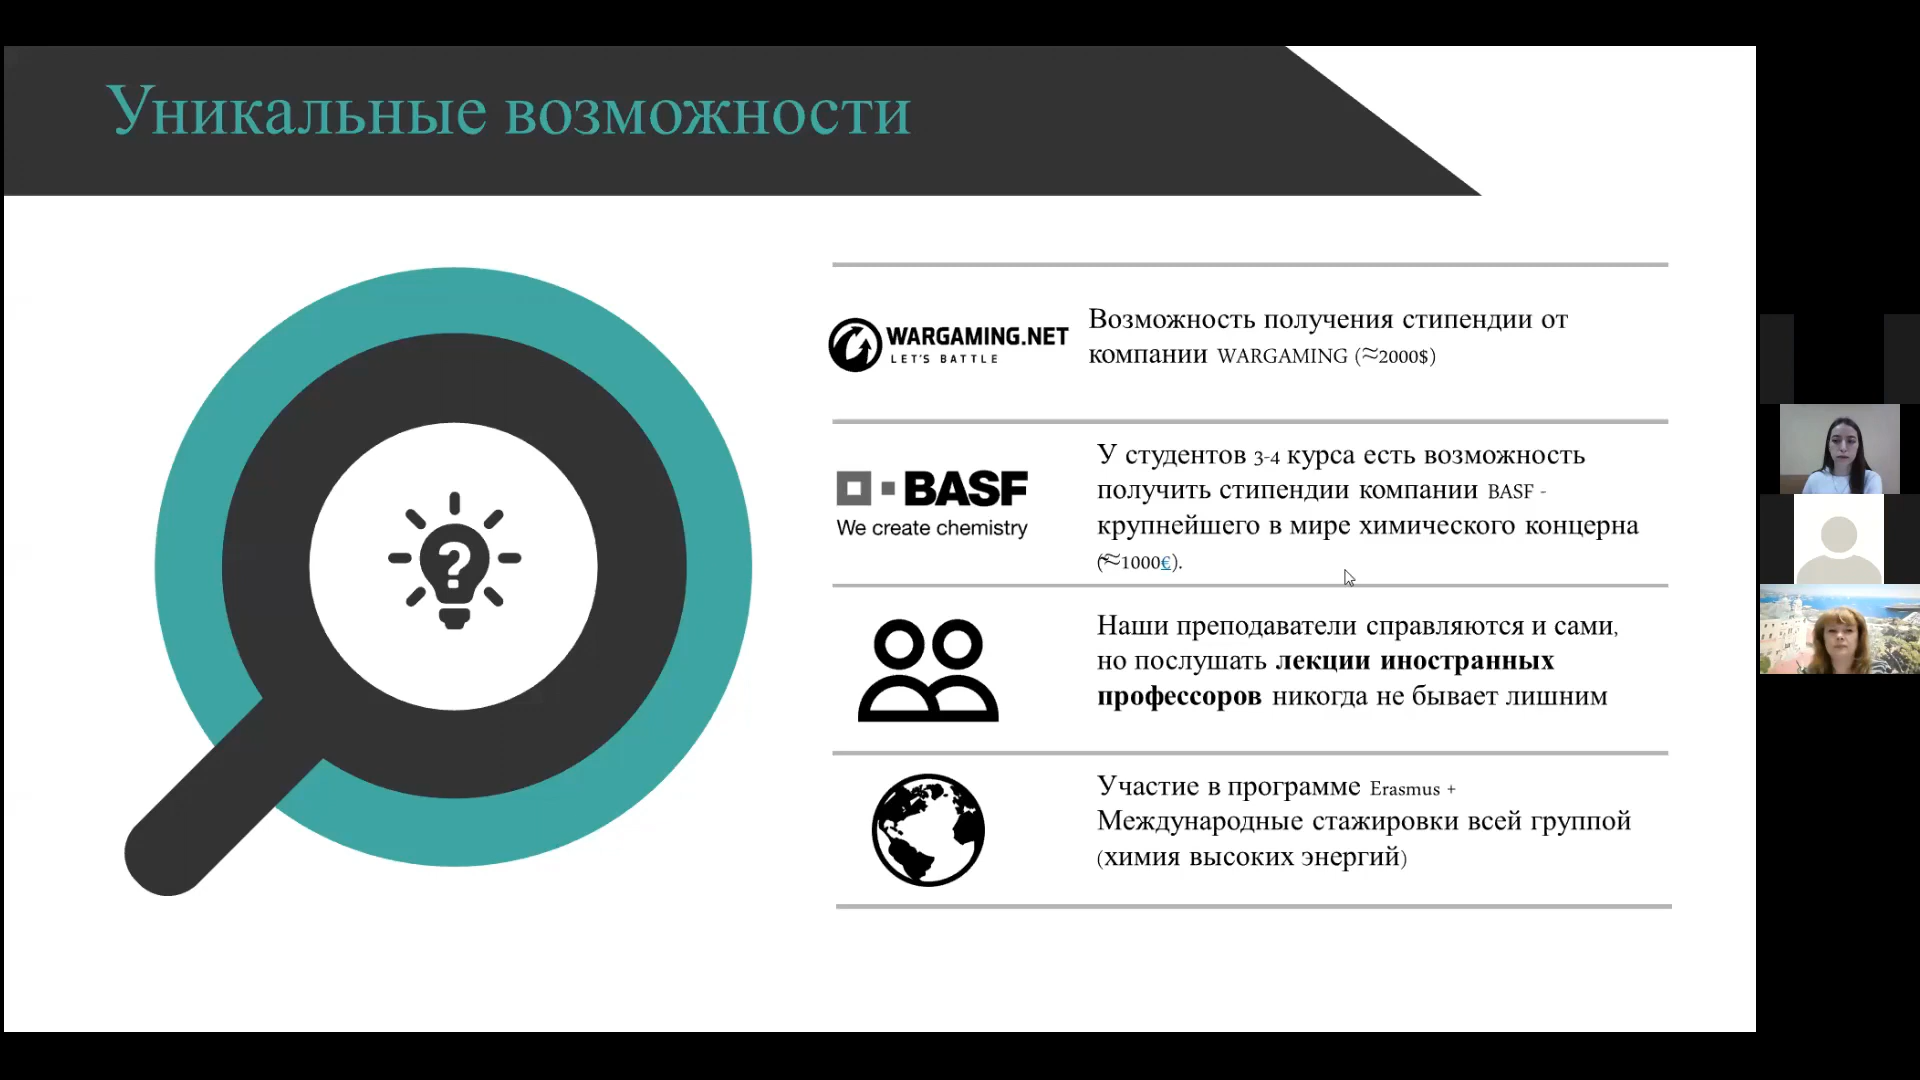 Уникальные возможности
WARGAMING.NET
LET'S BATTLE
Возможность получения стипендии от
компании WARGAMING (≈2000$)
BASF
We create chemistry
У студентов 3-4 курса есть возможность
получить стипендии компании BASF -
крупнейшего в мире химического концерна
(≈1000€).
Наши преподаватели справляются и сами,
но послушать лекции иностранных
профессоров никогда не бывает лишним
Участие в программе Erasmus +
Международные стажировки всей группой
(химия высоких энергий)
?